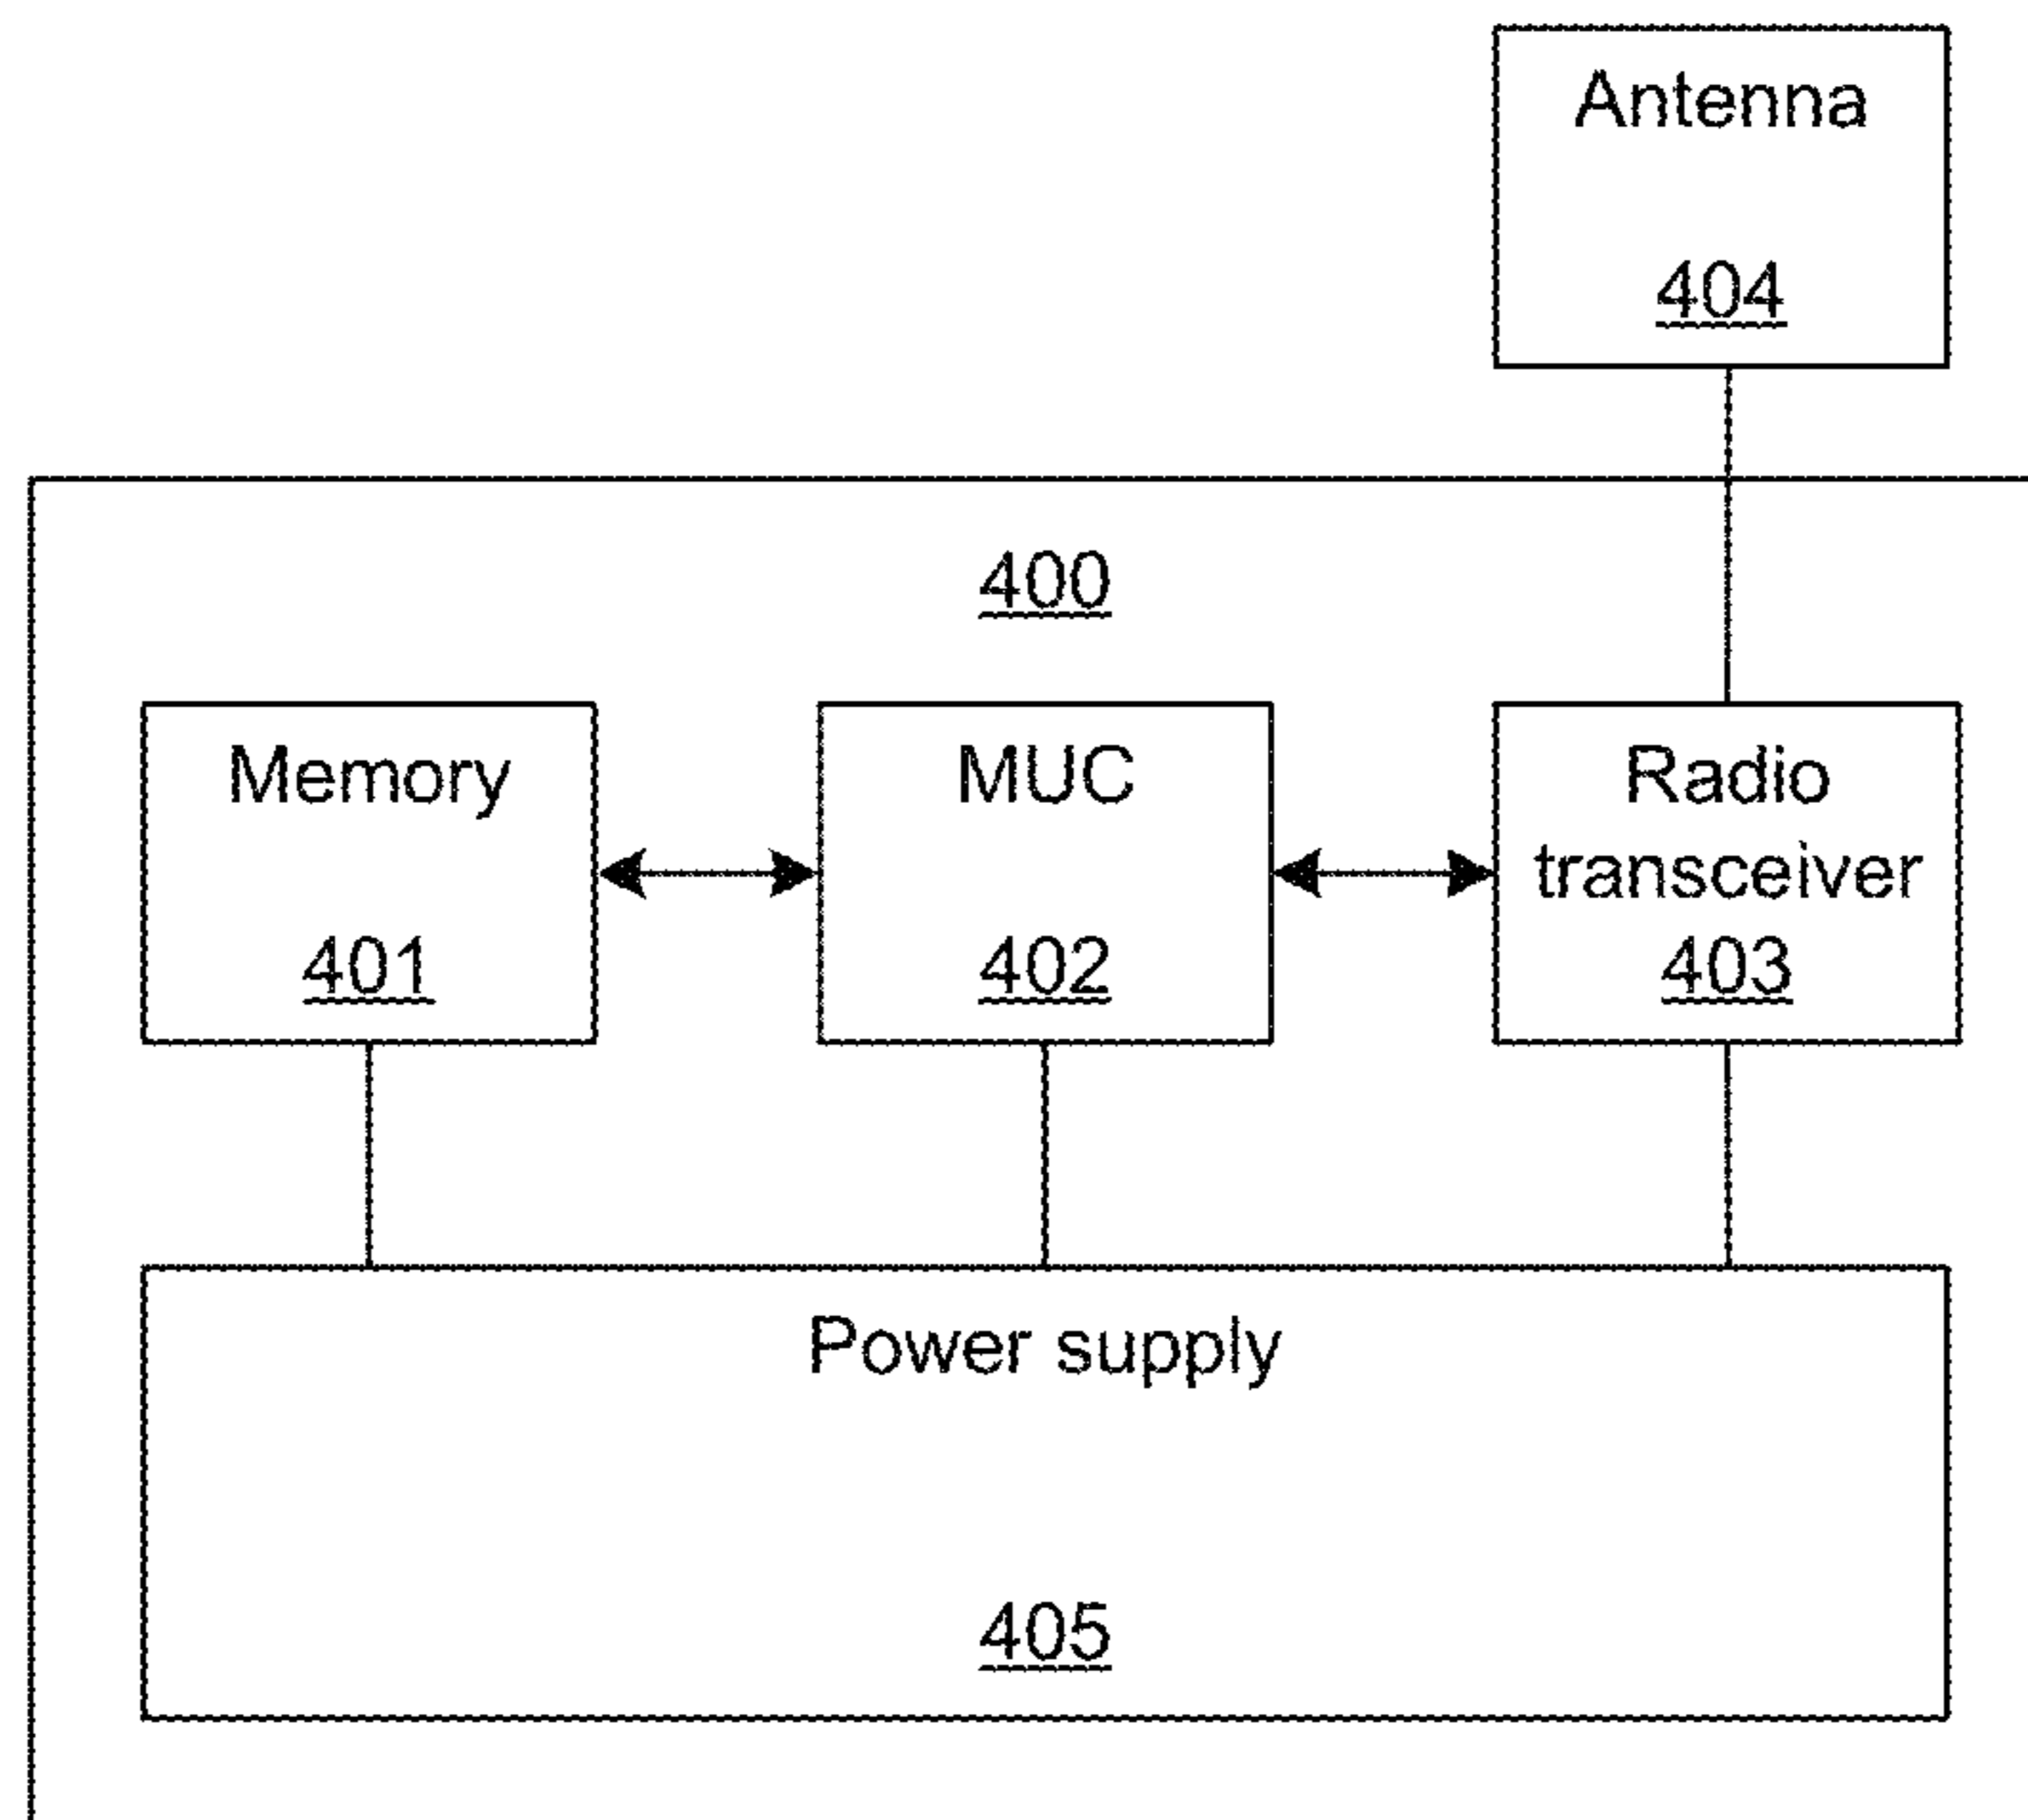 Antenna
404
400
Memory
401
MUC
402
Radio
transceiver
403
Power supply
405